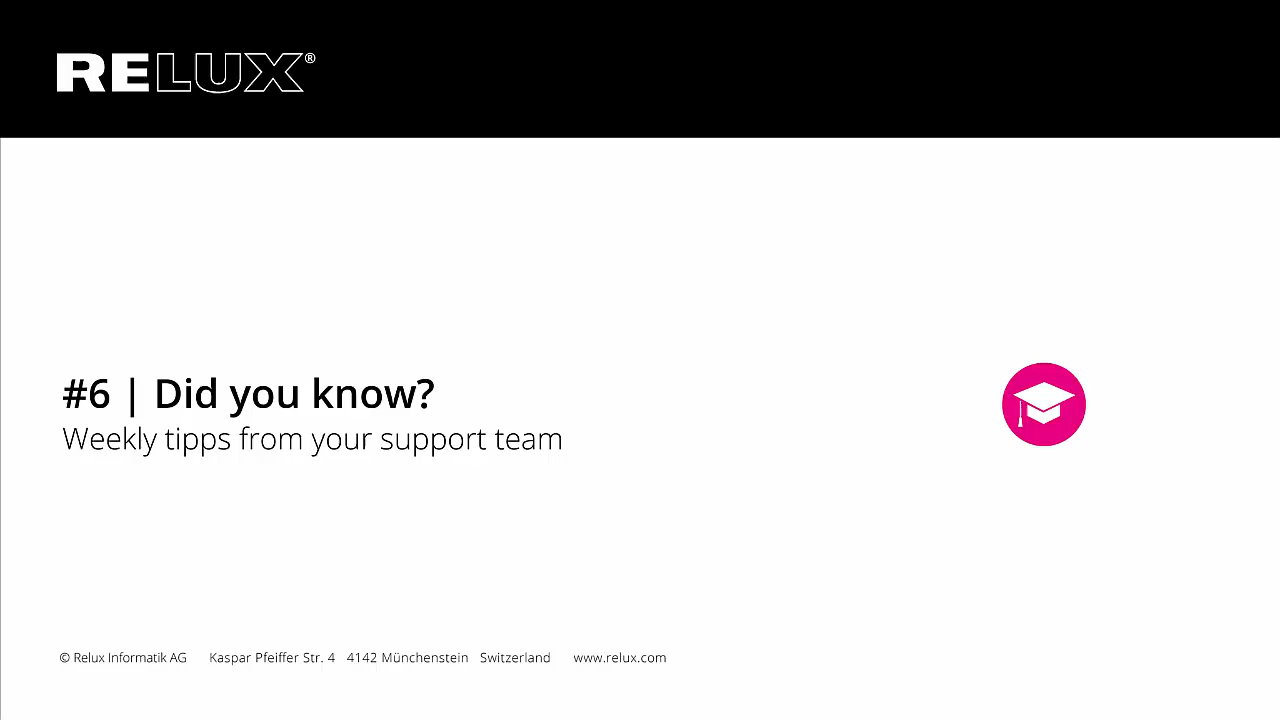 RELUX®
#6 | Did you know?
Weekly tipps from your support team
© Relux Informatik AG Kaspar Pfeiffer Str. 4 4142 Münchenstein Switzerland www.relux.com